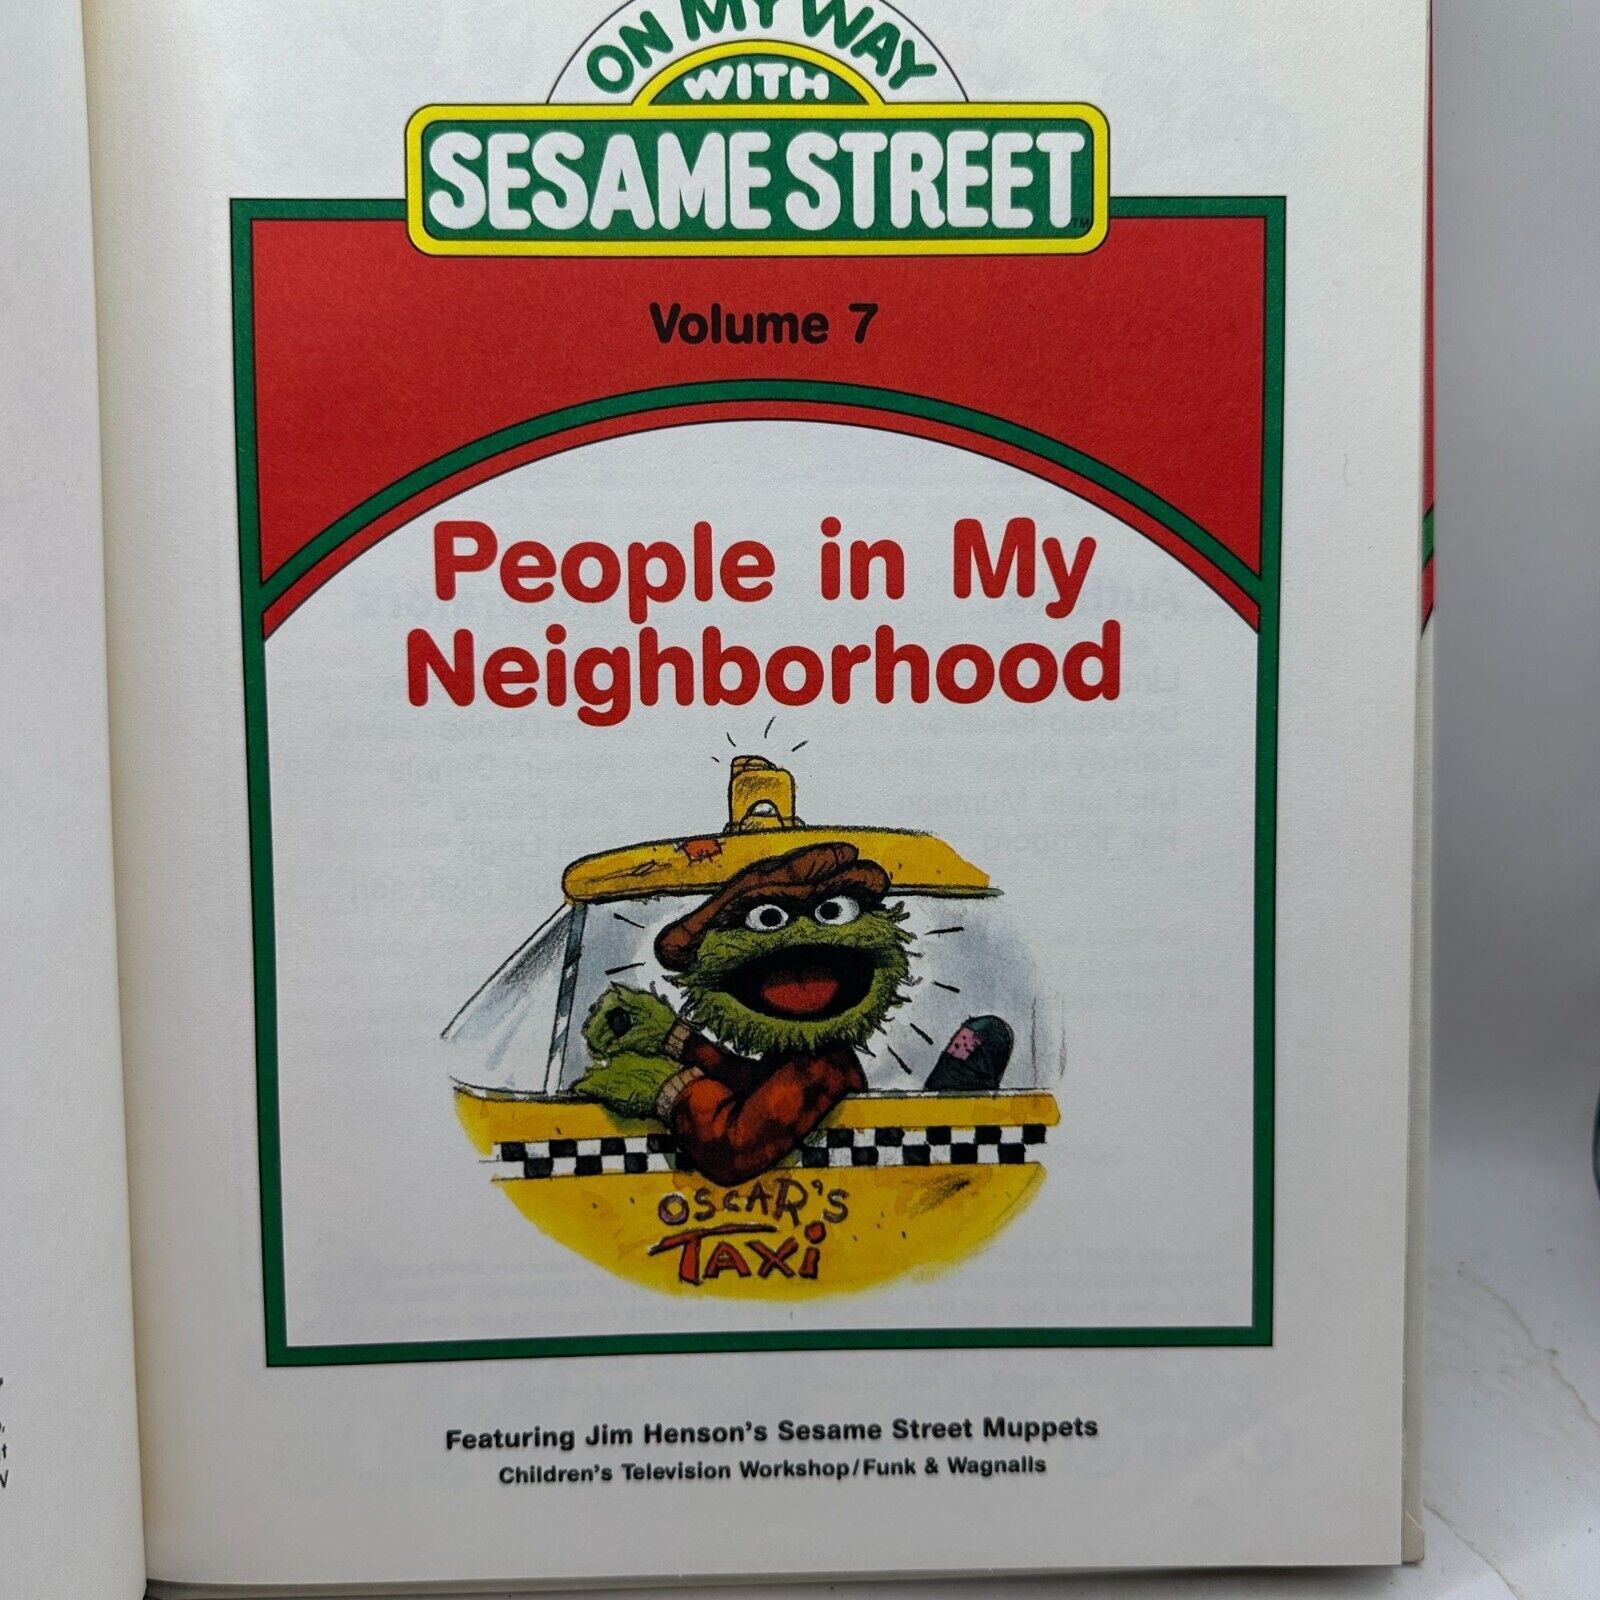 ON MY WAY
WITH
SESAME STREET
TM
Volume 7
People in My
Neighborhood
OSCAR'S
TAXi
Featuring Jim Henson's Sesame Street Muppets
Children's Television Workshop/Funk & Wagnalls